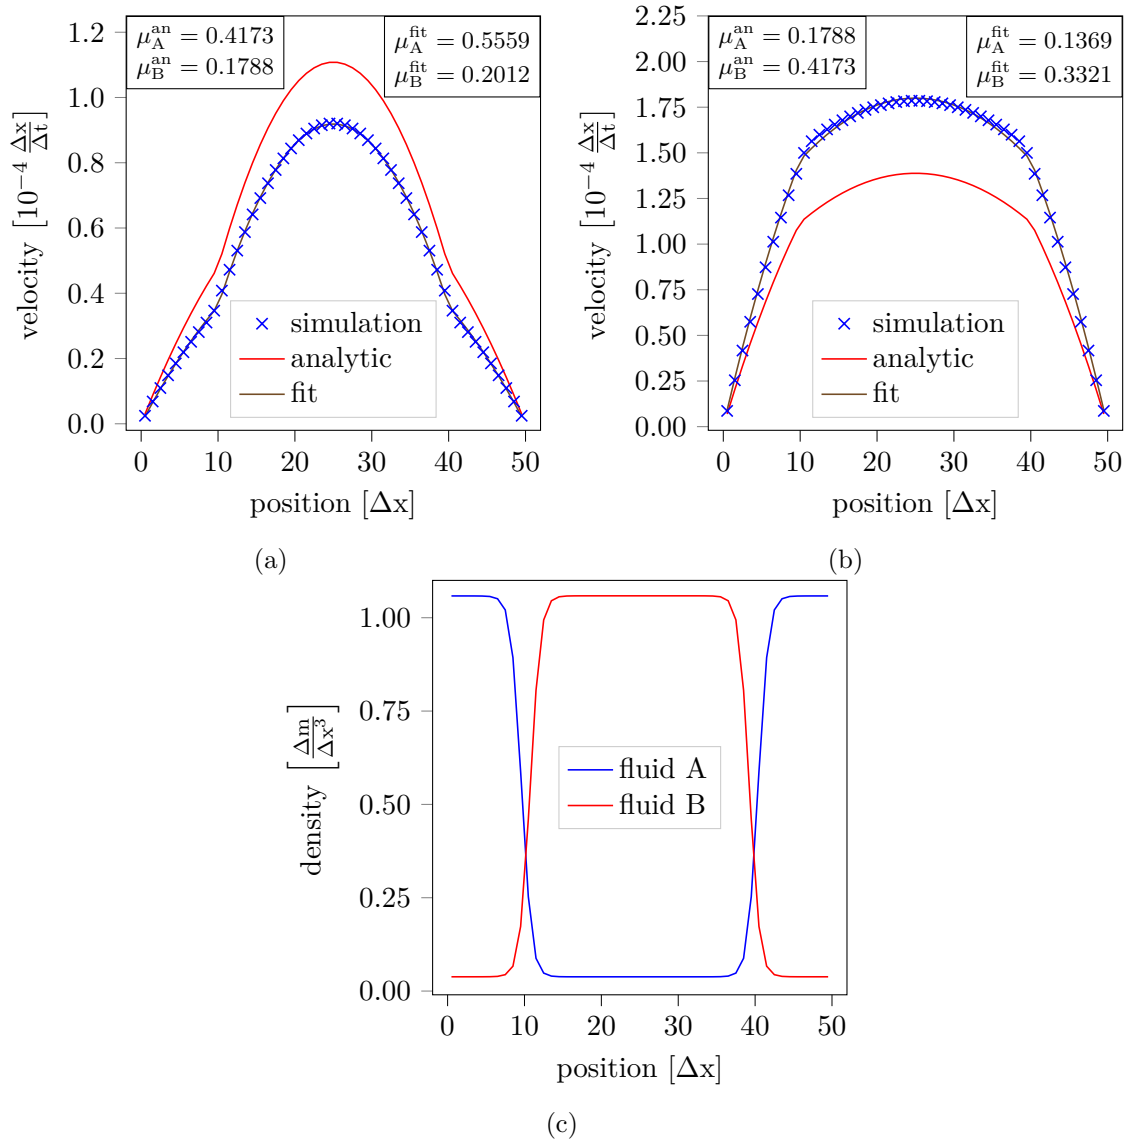 μ_A^an = 0.4173
μ_B^an = 0.1788
μ_A^fit = 0.5559
μ_B^fit = 0.2012
1.2
1.0
0.8
0.6
0.4
0.2
0.0
velocity [10⁻⁴ Δx/Δt]
simulation
analytic
fit
0 10 20 30 40 50
position [Δx]
(a)
μ_A^an = 0.1788
μ_B^an = 0.4173
μ_A^fit = 0.1369
μ_B^fit = 0.3321
2.25
2.00
1.75
1.50
1.25
1.00
0.75
0.50
0.25
0.00
velocity [10⁻⁴ Δx/Δt]
simulation
analytic
fit
0 10 20 30 40 50
position [Δx]
(b)
1.00
0.75
0.50
0.25
0.00
density [Δm/Δx³]
fluid A
fluid B
0 10 20 30 40 50
position [Δx]
(c)